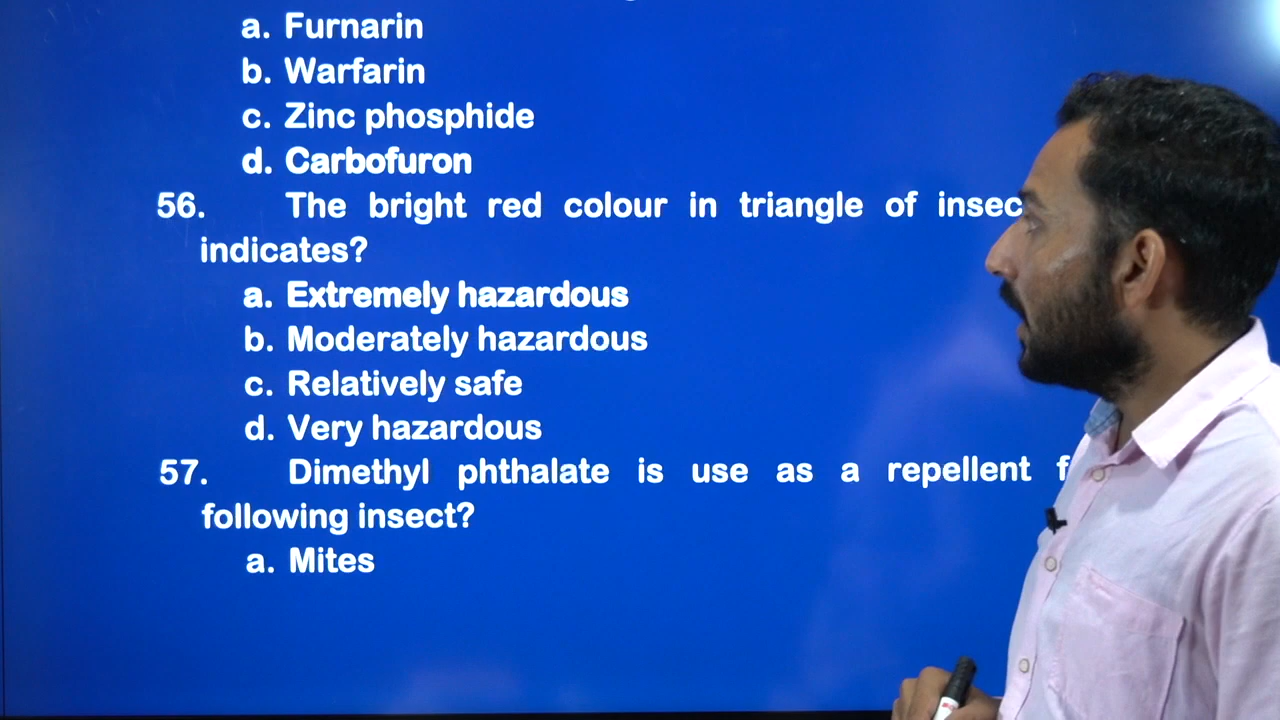 a. Furnarin
b. Warfarin
c. Zinc phosphide
d. Carbofuron
56. The bright red colour in triangle of
indicates?
a. Extremely hazardous
b. Moderately hazardous
c. Relatively safe
d. Very hazardous
57. Dimethyl phthalate is use as a repellent
following insect?
a. Mites